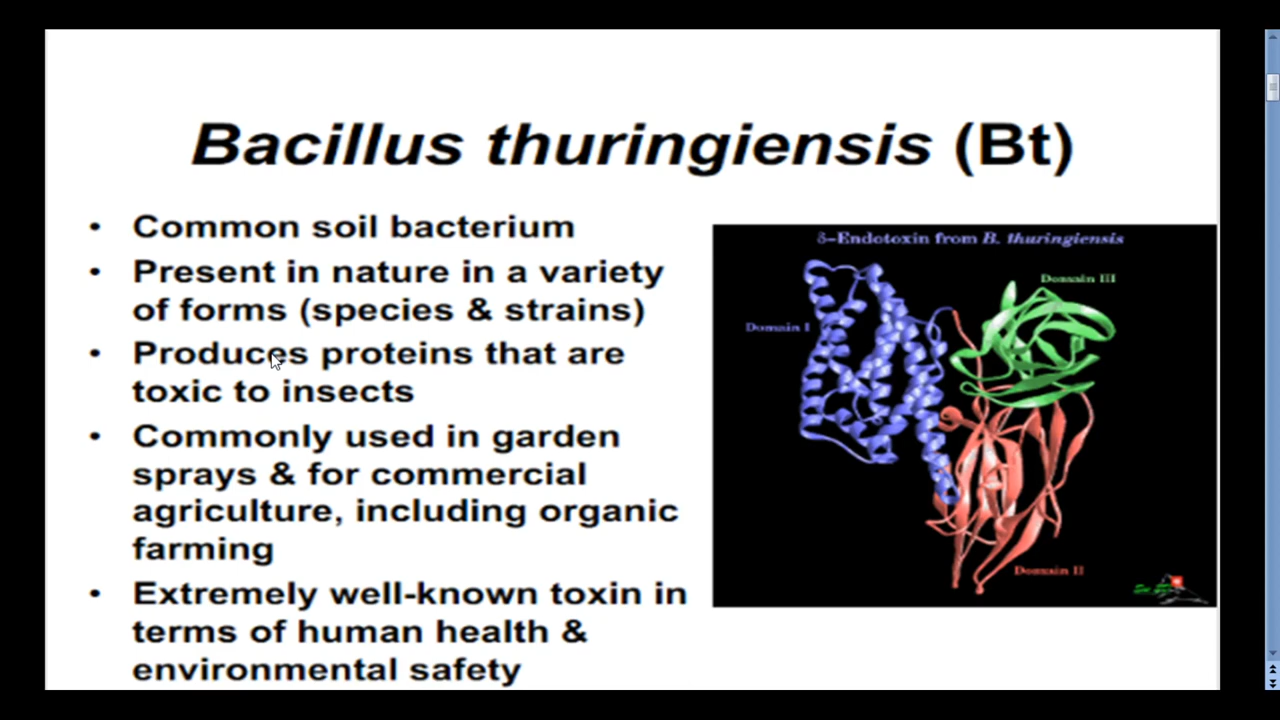 Bacillus thuringiensis (Bt)
• Common soil bacterium
• Present in nature in a variety
of forms (species & strains)
• Produces proteins that are
toxic to insects
• Commonly used in garden
sprays & for commercial
agriculture, including organic
farming
• Extremely well-known toxin in
terms of human health &
environmental safety
δ-Endotoxin from B. thuringiensis
Domain III
Domain I
Domain II